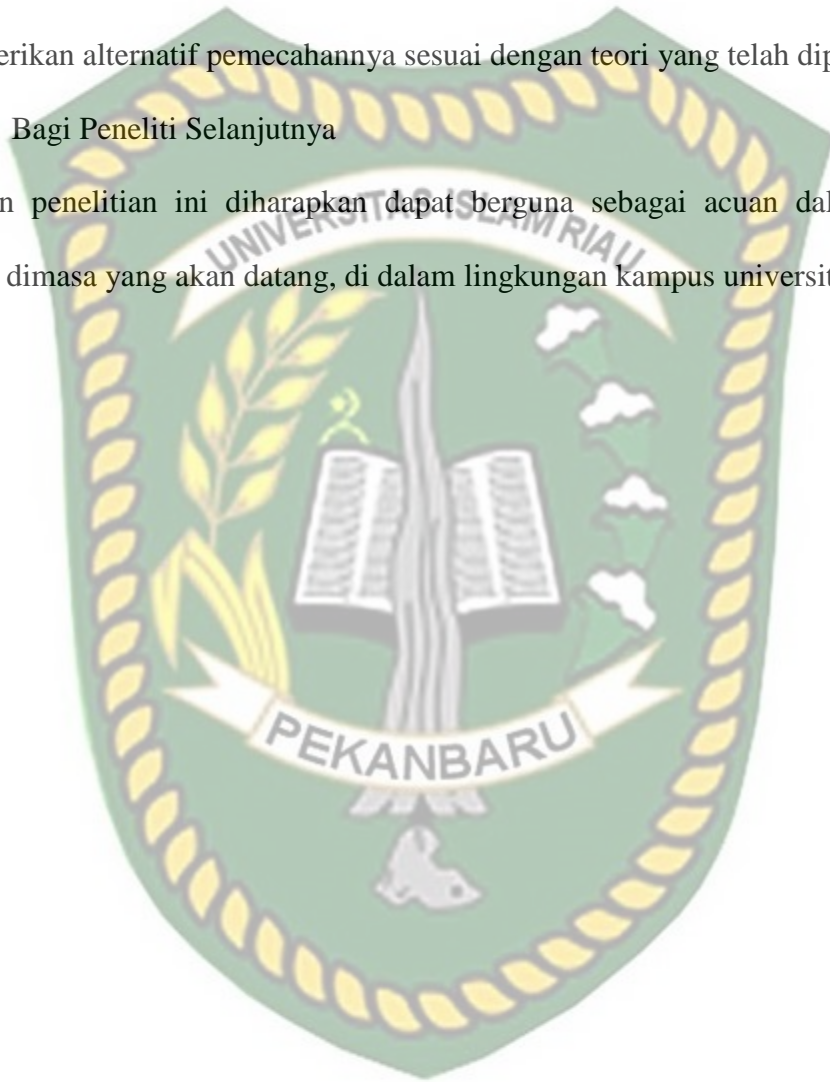 erikan alternatif pemecahannya sesuai dengan teori yang telah dip
Bagi Peneliti Selanjutnya
n penelitian ini diharapkan dapat berguna sebagai acuan dal
dimasa yang akan datang, di dalam lingkungan kampus universit
UNIVERSITAS ISLAM RIAU
PEKANBARU